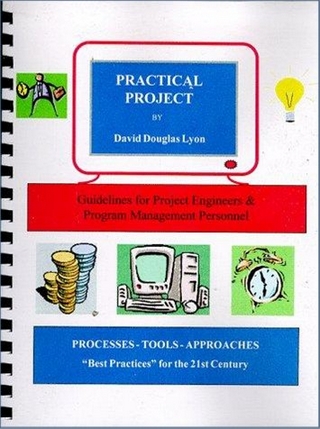 PRACTICAL
PROJECT
BY
David Douglas Lyon
Guidelines for Project Engineers &
Program Management Personnel
PROCESSES - TOOLS - APPROACHES
“Best Practices” for the 21st Century